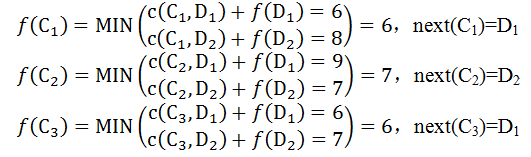 f(C₁) = MIN(c(C₁,D₁) + f(D₁) = 6
c(C₁,D₂) + f(D₂) = 8) = 6，next(C₁)=D₁
f(C₂) = MIN(c(C₂,D₁) + f(D₁) = 9
c(C₂,D₂) + f(D₂) = 7) = 7，next(C₂)=D₂
f(C₃) = MIN(c(C₃,D₁) + f(D₁) = 6
c(C₃,D₂) + f(D₂) = 7) = 6，next(C₃)=D₁